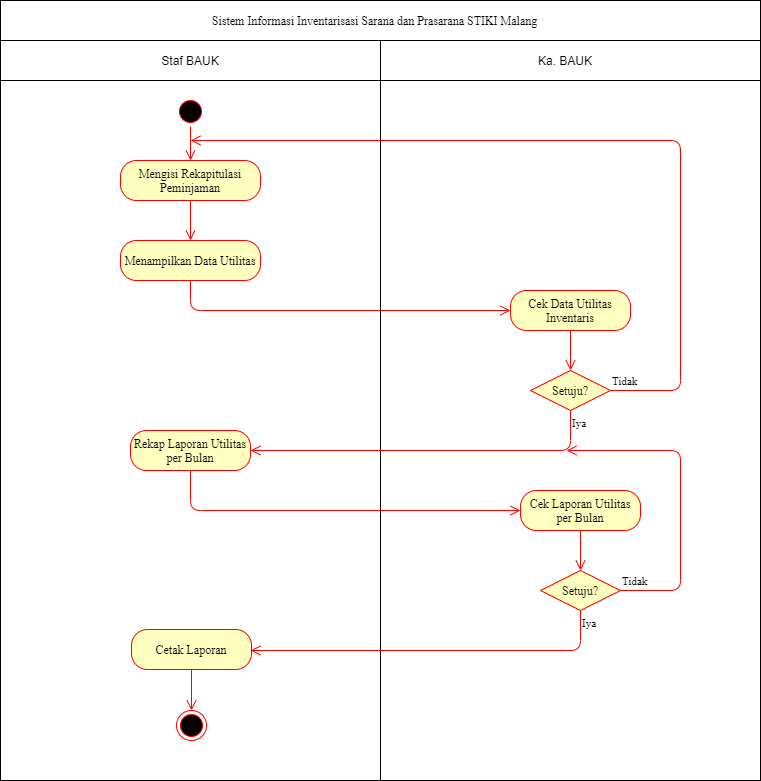 Sistem Informasi Inventarisasi Sarana dan Prasarana STIKI Malang
Staf BAUK
Ka. BAUK
Mengisi Rekapitulasi
Peminjaman
Menampilkan Data Utilitas
Cek Data Utilitas
Inventaris
Setuju?
Tidak
Iya
Rekap Laporan Utilitas
per Bulan
Cek Laporan Utilitas
per Bulan
Setuju?
Tidak
Iya
Cetak Laporan